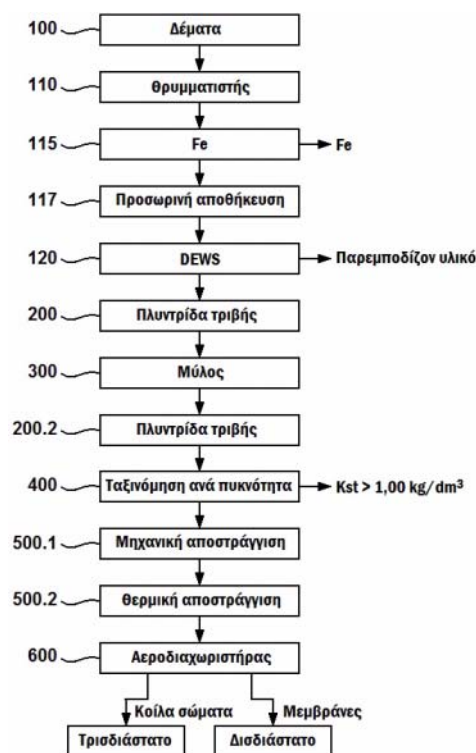 100 Δέματα
110 Θρυμματιστής
115 Fe Fe
117 Προσωρινή αποθήκευση
120 DEWS Παρεμποδίζον υλικό
200 Πλυντρίδα τριβής
300 Μύλος
200.2 Πλυντρίδα τριβής
400 Ταξινόμηση ανά πυκνότητα Kst > 1,00 kg/dm³
500.1 Μηχανική αποστράγγιση
500.2 Θερμική αποστράγγιση
600 Αεροδιαχωριστήρας
Κοίλα σώματα Μεμβράνες
Τρισδιάστατο Δισδιάστατο